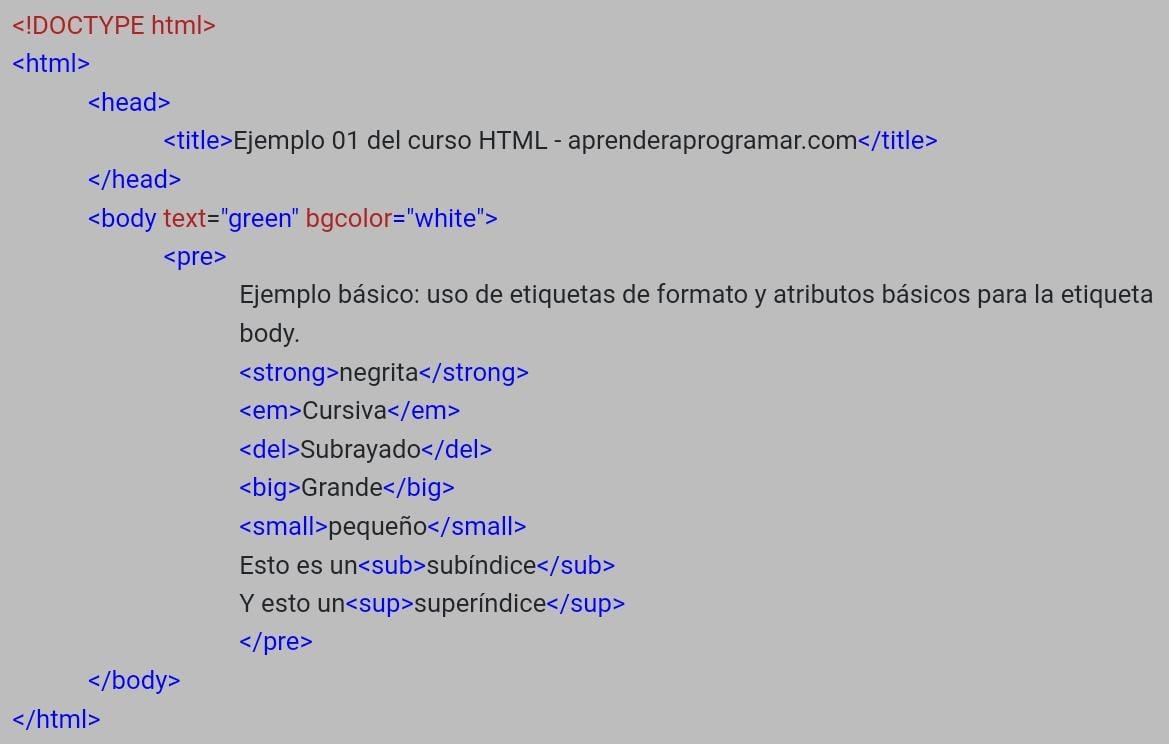 <!DOCTYPE html>
<html>
<head>
<title>Ejemplo 01 del curso HTML - aprenderaprogramar.com</title>
</head>
<body text="green" bgcolor="white">
<pre>
Ejemplo básico: uso de etiquetas de formato y atributos básicos para la etiqueta
body.
<strong>negrita</strong>
<em>Cursiva</em>
<del>Subrayado</del>
<big>Grande</big>
<small>pequeño</small>
Esto es un<sub>subíndice</sub>
Y esto un<sup>superíndice</sup>
</pre>
</body>
</html>